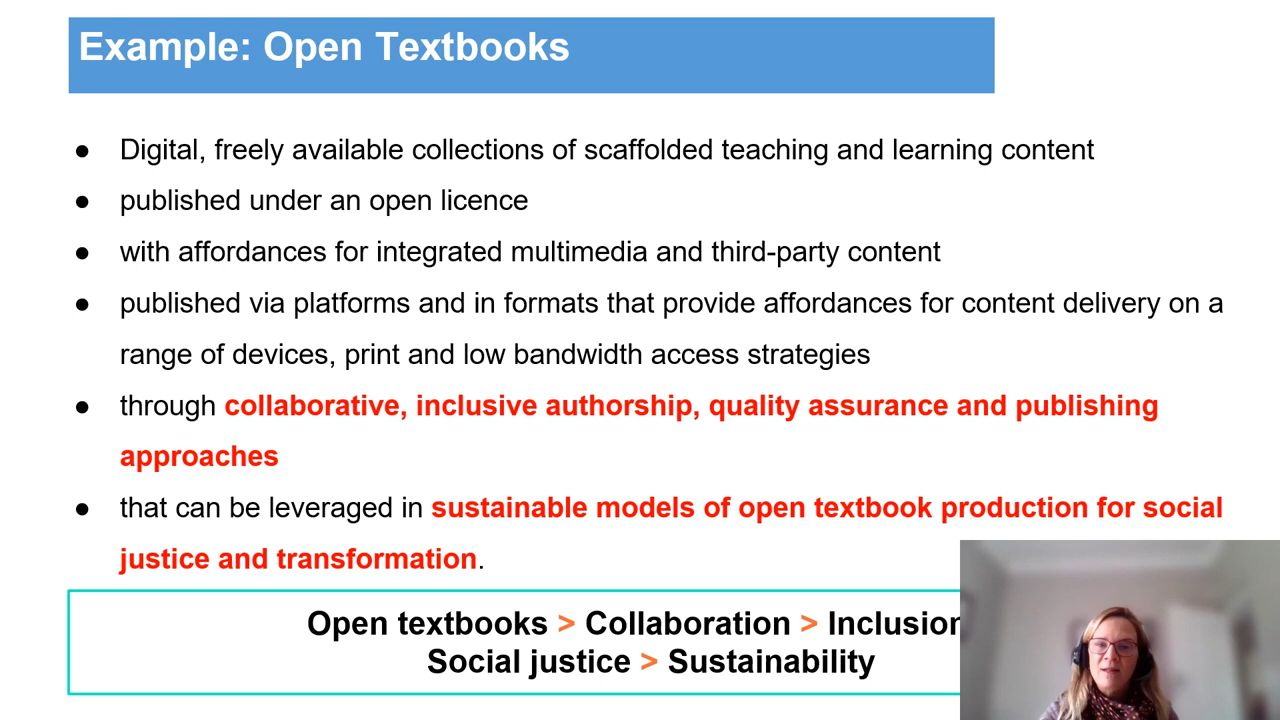 Example: Open Textbooks
● Digital, freely available collections of scaffolded teaching and learning content
● published under an open licence
● with affordances for integrated multimedia and third-party content
● published via platforms and in formats that provide affordances for content delivery on a
range of devices, print and low bandwidth access strategies
● through collaborative, inclusive authorship, quality assurance and publishing
approaches
● that can be leveraged in sustainable models of open textbook production for social
justice and transformation.
Open textbooks > Collaboration > Inclusion
Social justice > Sustainability